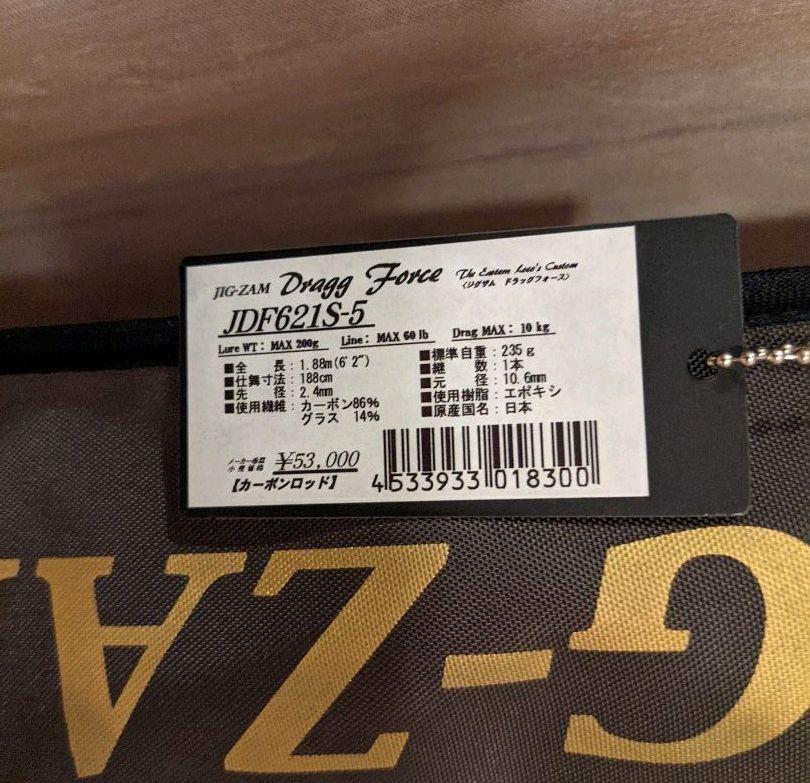 JIG-ZAM Dragg Force The Eastern Loco's Custom
(ジグザム ドラッグフォース)
JDF621S-5
Lure WT: MAX 200g Line: MAX 60 lb Drag MAX: 10 kg
■全 長:1.88m(6'2")
■仕舞寸法:188cm
■先 径:2.4mm
■使用繊維:カーボン86%
グラス 14%
■標準自重:235g
■継 数:1本
■元 径:10.6mm
■使用樹脂:エポキシ
■原産国名:日本
メーカー希望
小売価格 ¥53,000
【カーボンロッド】
4533933018300
G-ZA